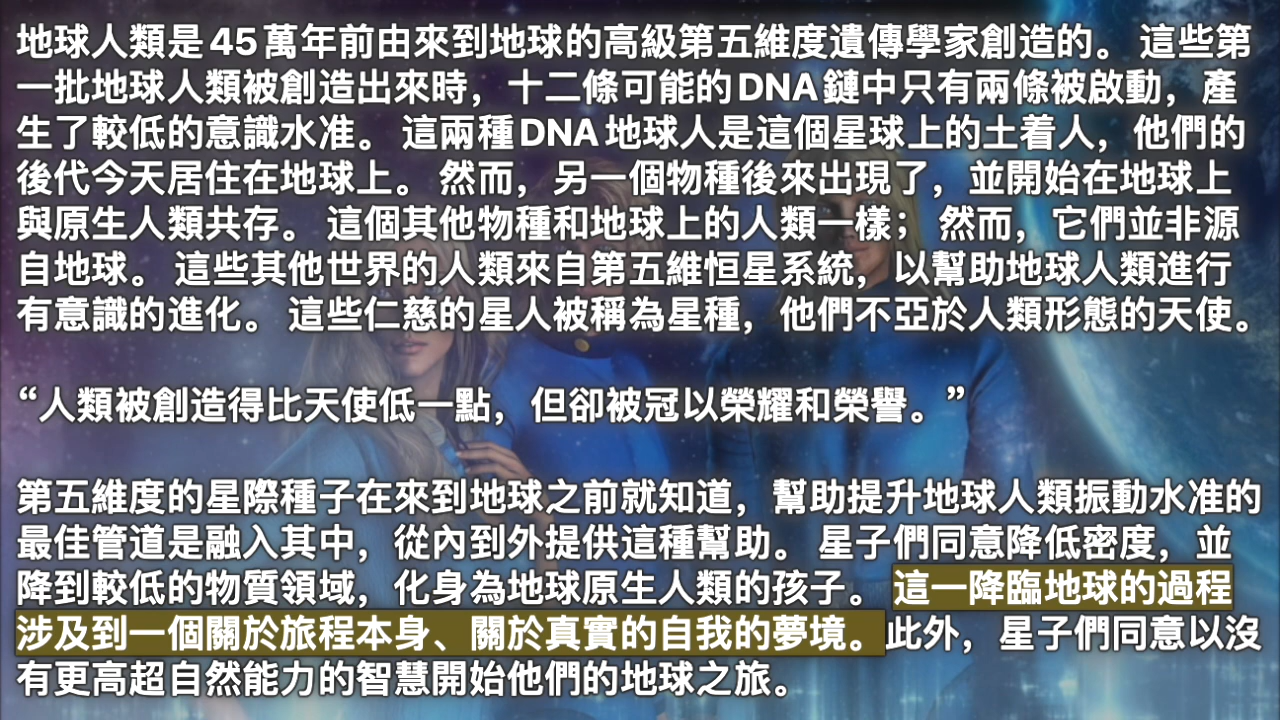 地球人類是45萬年前由來到地球的高級第五維度遺傳學家創造的。 這些第
一批地球人類被創造出來時，十二條可能的DNA鏈中只有兩條被啟動，產
生了較低的意識水准。 這兩種DNA地球人是這個星球上的土着人，他們的
後代今天居住在地球上。 然而，另一個物種後來出現了，並開始在地球上
與原生人類共存。 這個其他物種和地球上的人類一樣； 然而，它們並非源
自地球。 這些其他世界的人類來自第五維恒星系統，以幫助地球人類進行
有意識的進化。 這些仁慈的星人被稱為星種，他們不亞於人類形態的天使。
“人類被創造得比天使低一點，但卻被冠以榮耀和榮譽。”
第五維度的星際種子在來到地球之前就知道，幫助提升地球人類振動水准的
最佳管道是融入其中，從內到外提供這種幫助。 星子們同意降低密度，並
降到較低的物質領域，化身為地球原生人類的孩子。 這一降臨地球的過程
涉及到一個關於旅程本身、關於真實的自我的夢境。此外，星子們同意以沒
有更高超自然能力的智慧開始他們的地球之旅。